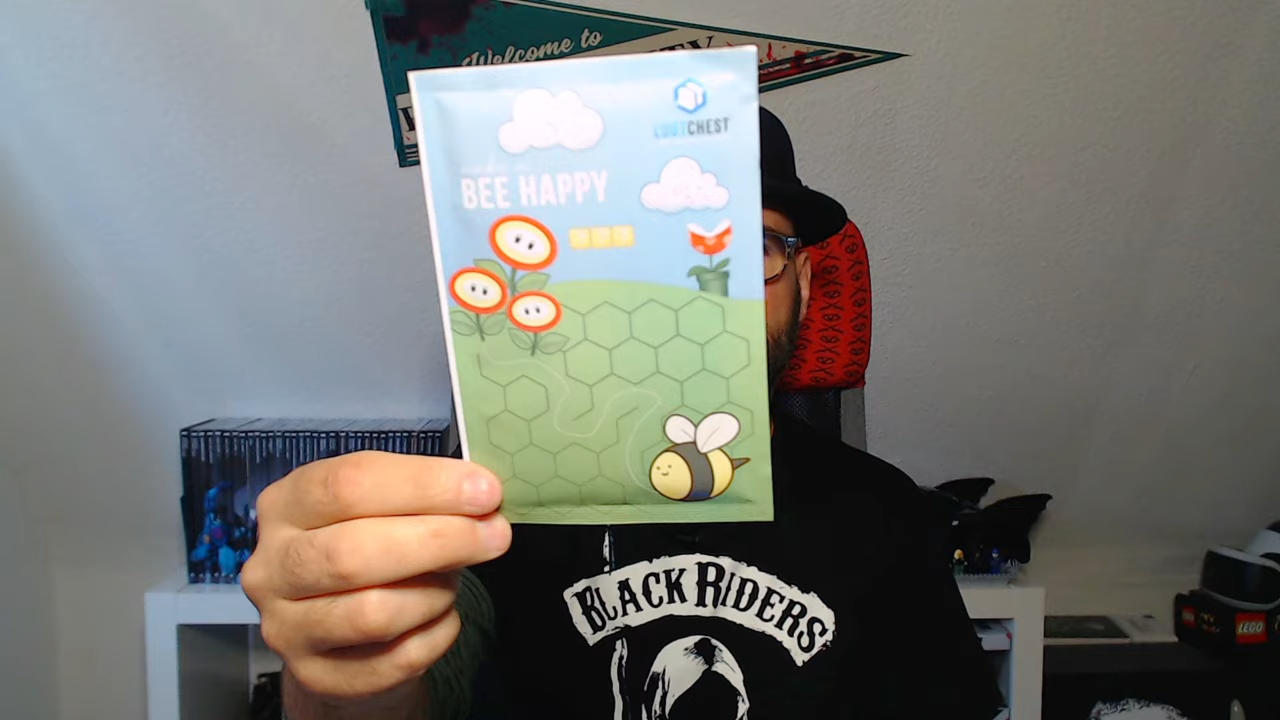 Welcome to
LOOTCHEST
BEE HAPPY
BLACK RIDERS
LEGO